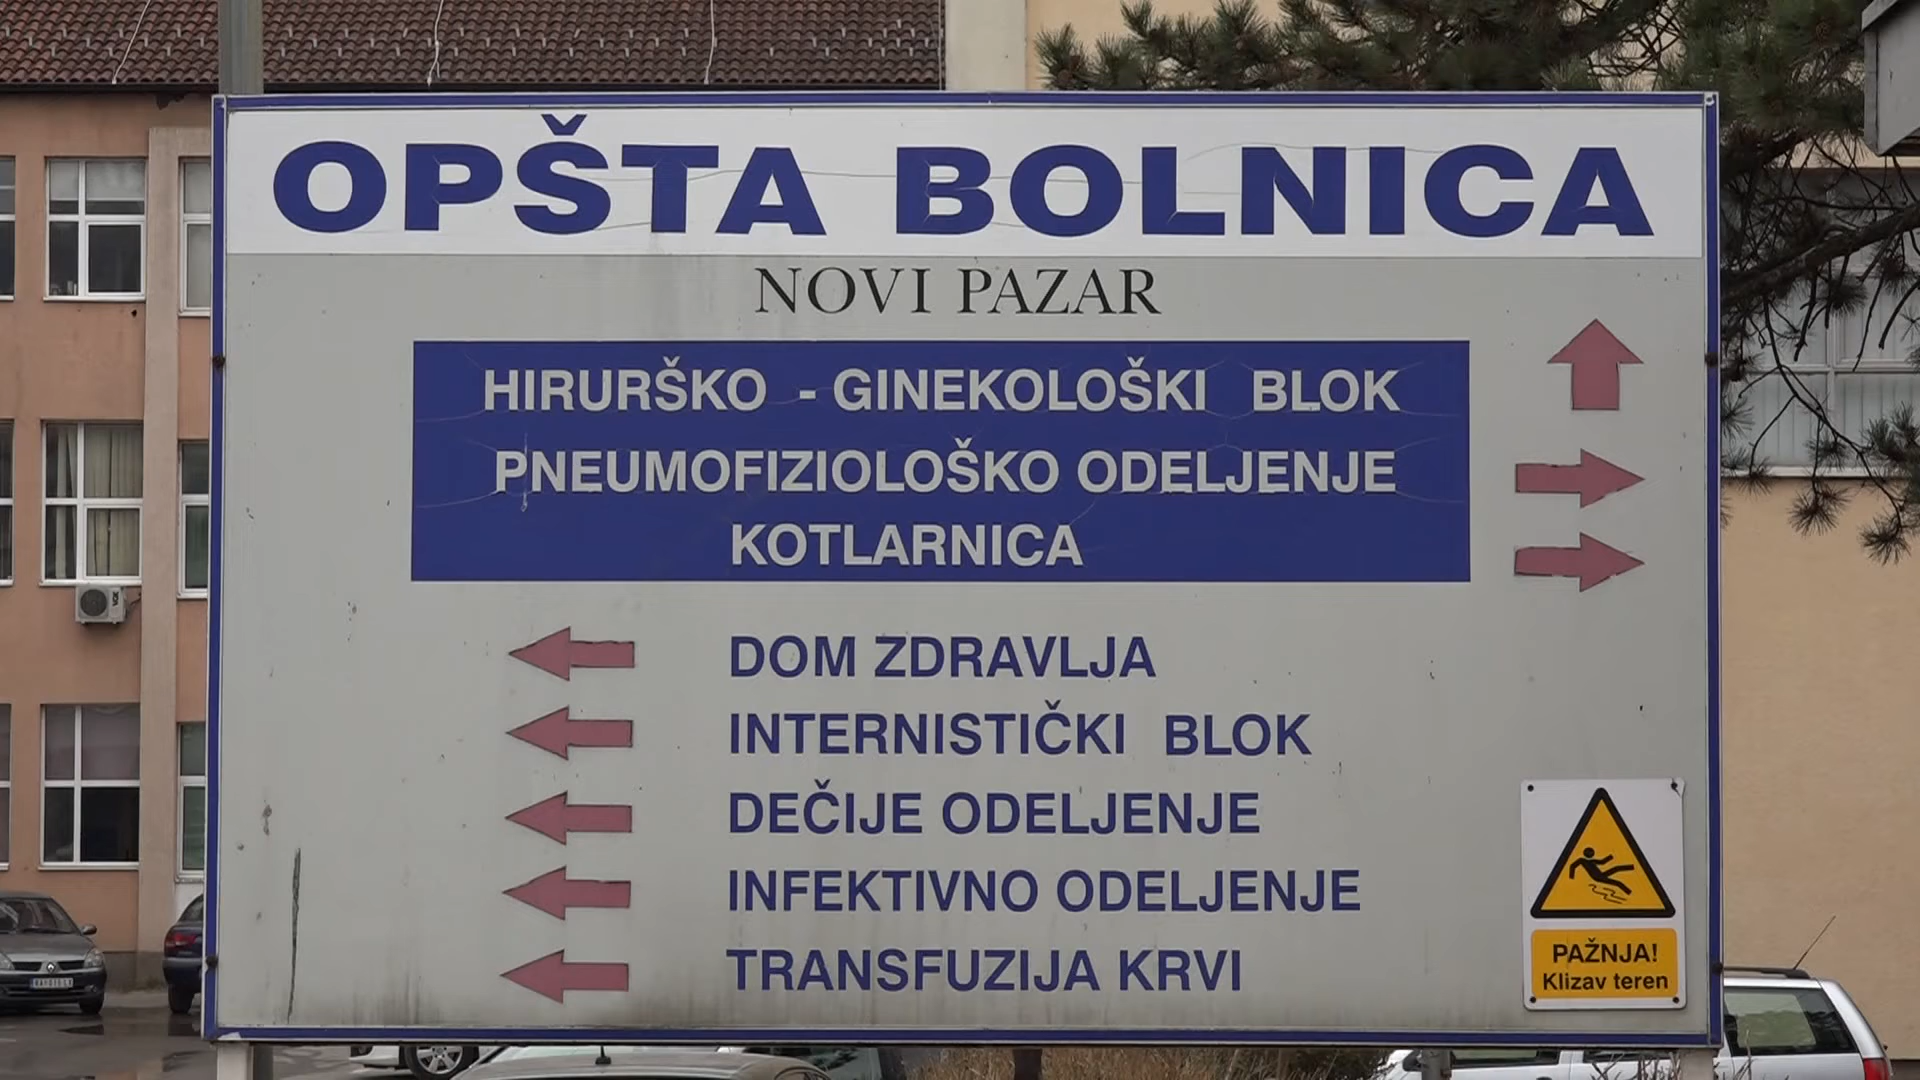 OPŠTA BOLNICA
NOVI PAZAR
HIRURŠKO - GINEKOLOŠKI BLOK
PNEUMOFIZIOLOŠKO ODELJENJE
KOTLARNICA
DOM ZDRAVLJA
INTERNISTIČKI BLOK
DEČIJE ODELJENJE
INFEKTIVNO ODELJENJE
TRANSFUZIJA KRVI
PAŽNJA!
Klizav teren